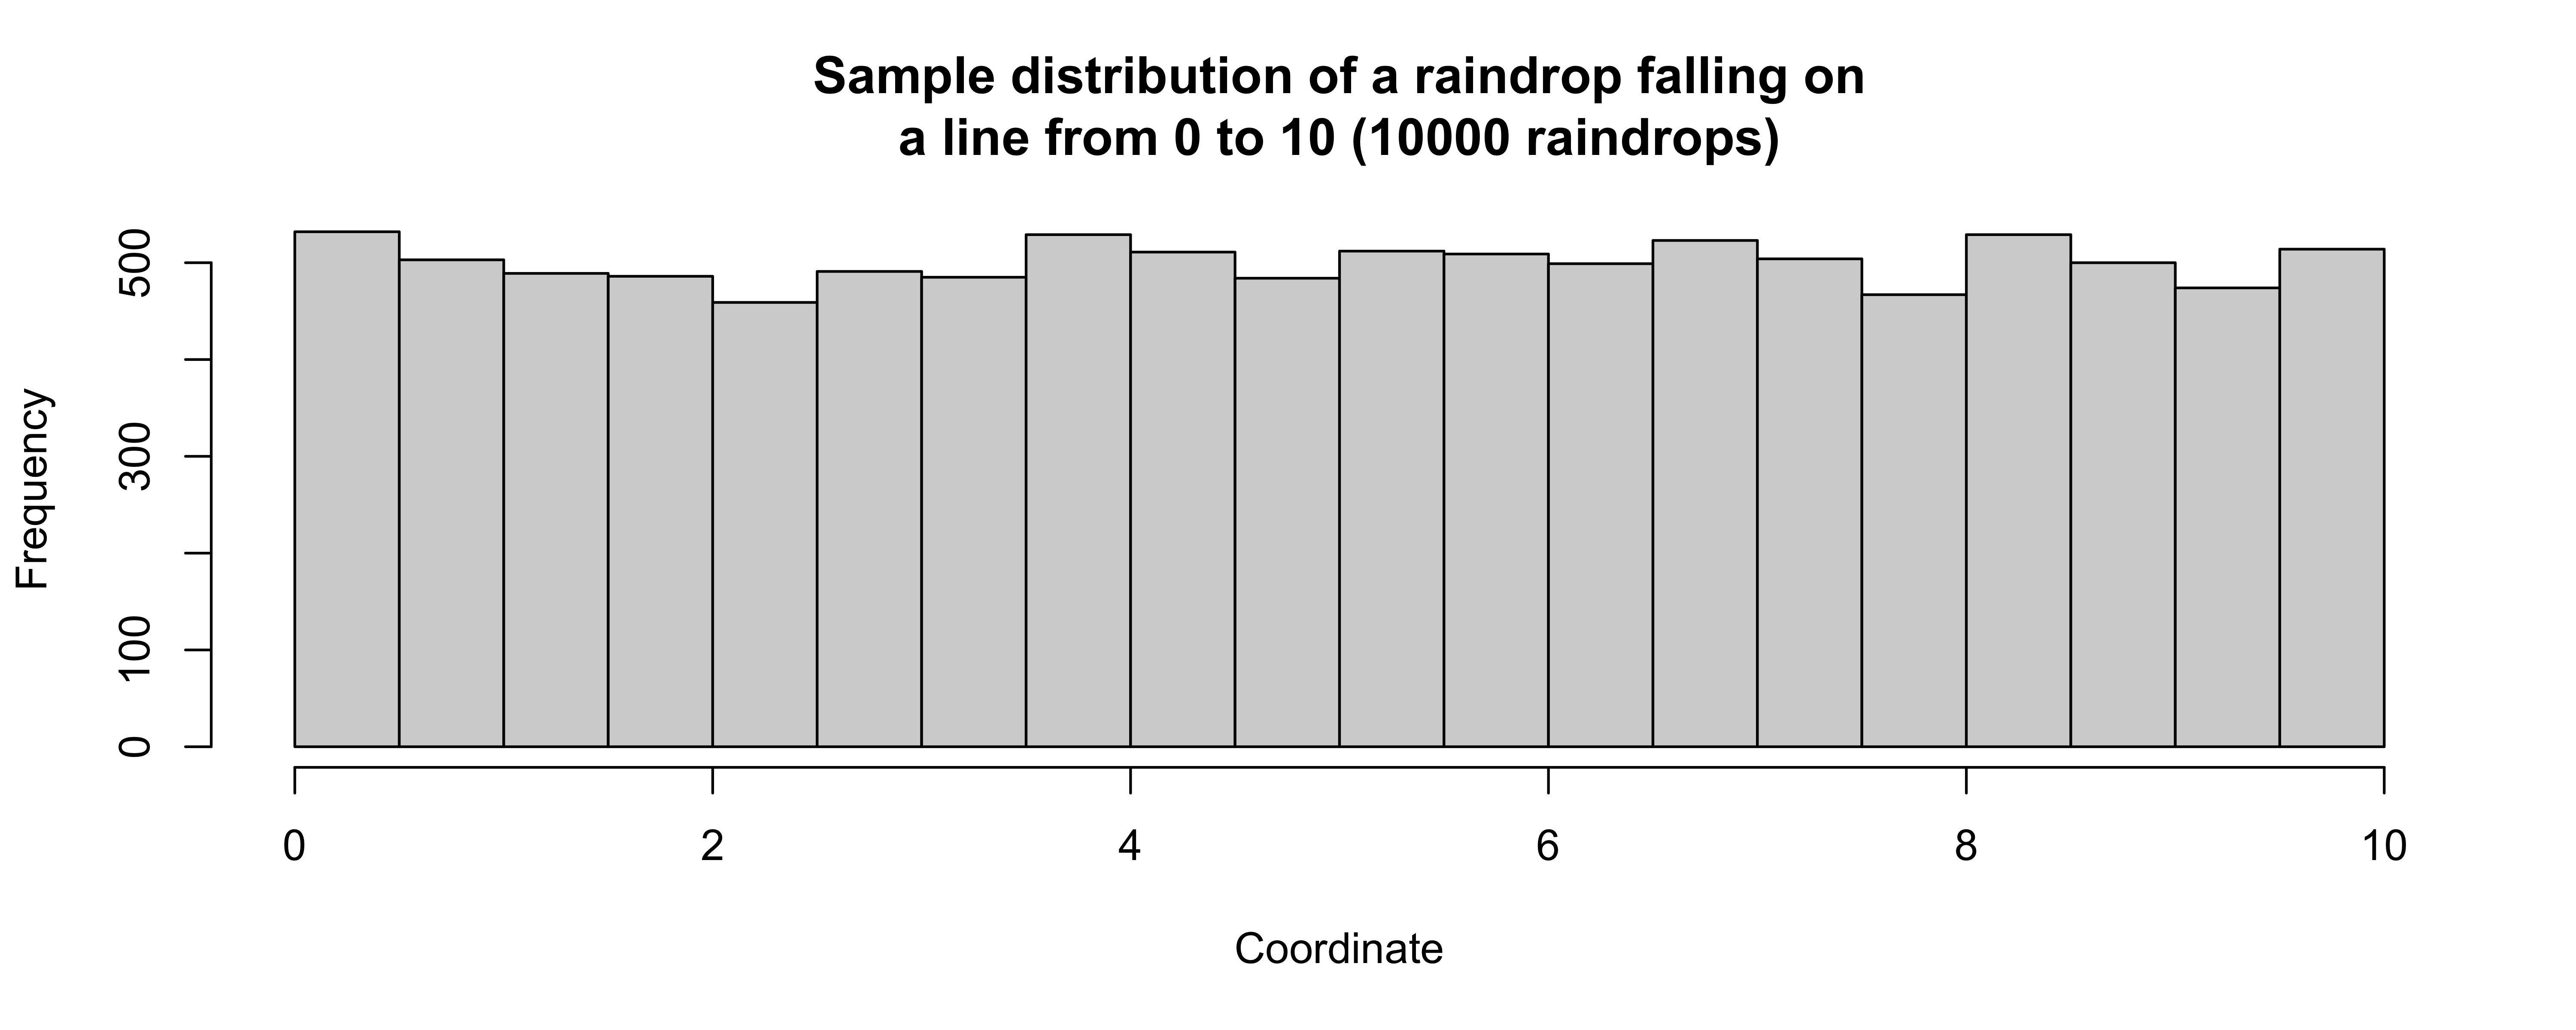 Sample distribution of a raindrop falling on
a line from 0 to 10 (10000 raindrops)
Frequency
500
300
100
0
0 2 4 6 8 10
Coordinate